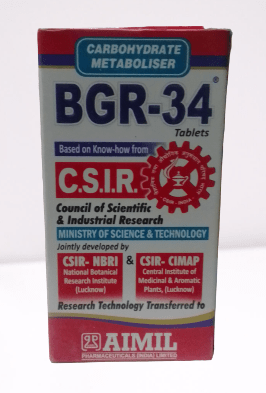 CARBOHYDRATE
METABOLISER
BGR-34®
Tablets
Based on Know-how from
C.S.I.R.
Council of Scientific
& Industrial Research
MINISTRY OF SCIENCE & TECHNOLOGY
Jointly developed by
CSIR- NBRI & CSIR- CIMAP
National Botanical Central Institute of
Research Institute Medicinal & Aromatic
(Lucknow) Plants, (Lucknow)
Research Technology Transferred to
AIMIL
PHARMACEUTICALS (INDIA) LIMITED